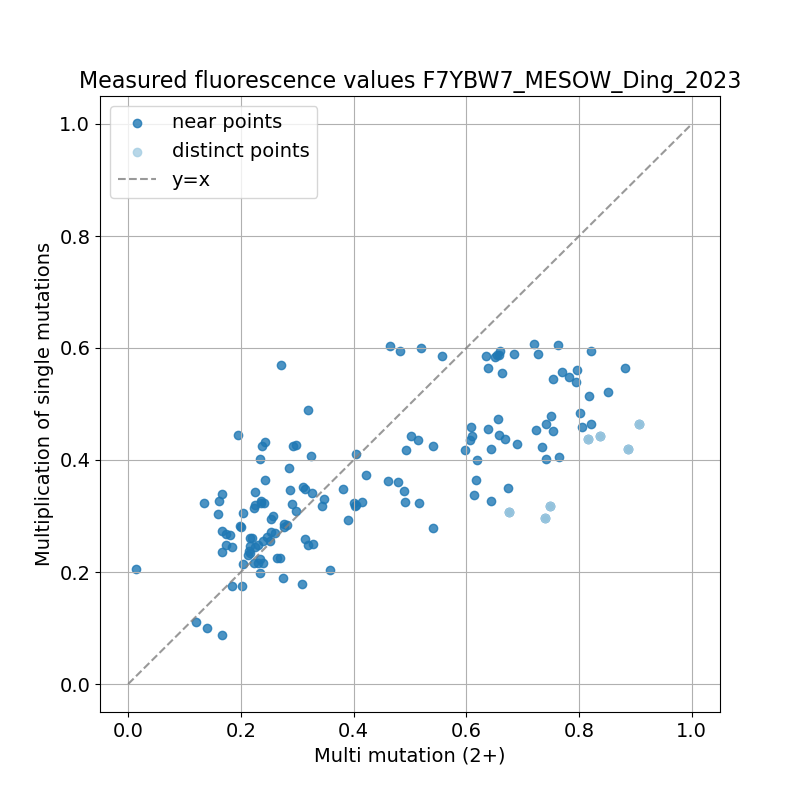 Measured fluorescence values F7YBW7_MESOW_Ding_2023
near points
distinct points
y=x
1.0
0.8
0.6
0.4
0.2
0.0
Multiplication of single mutations
0.0 0.2 0.4 0.6 0.8 1.0
Multi mutation (2+)